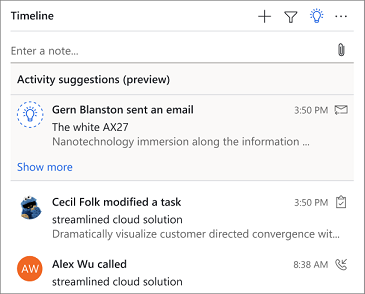 Timeline
Enter a note...
Activity suggestions (preview)
Gern Blanston sent an email 3:50 PM
The white AX27
Nanotechnology immersion along the information ...
Show more
Cecil Folk modified a task 3:50 PM
streamlined cloud solution
Dramatically visualize customer directed convergence wit...
AW Alex Wu called 8:38 AM
streamlined cloud solution